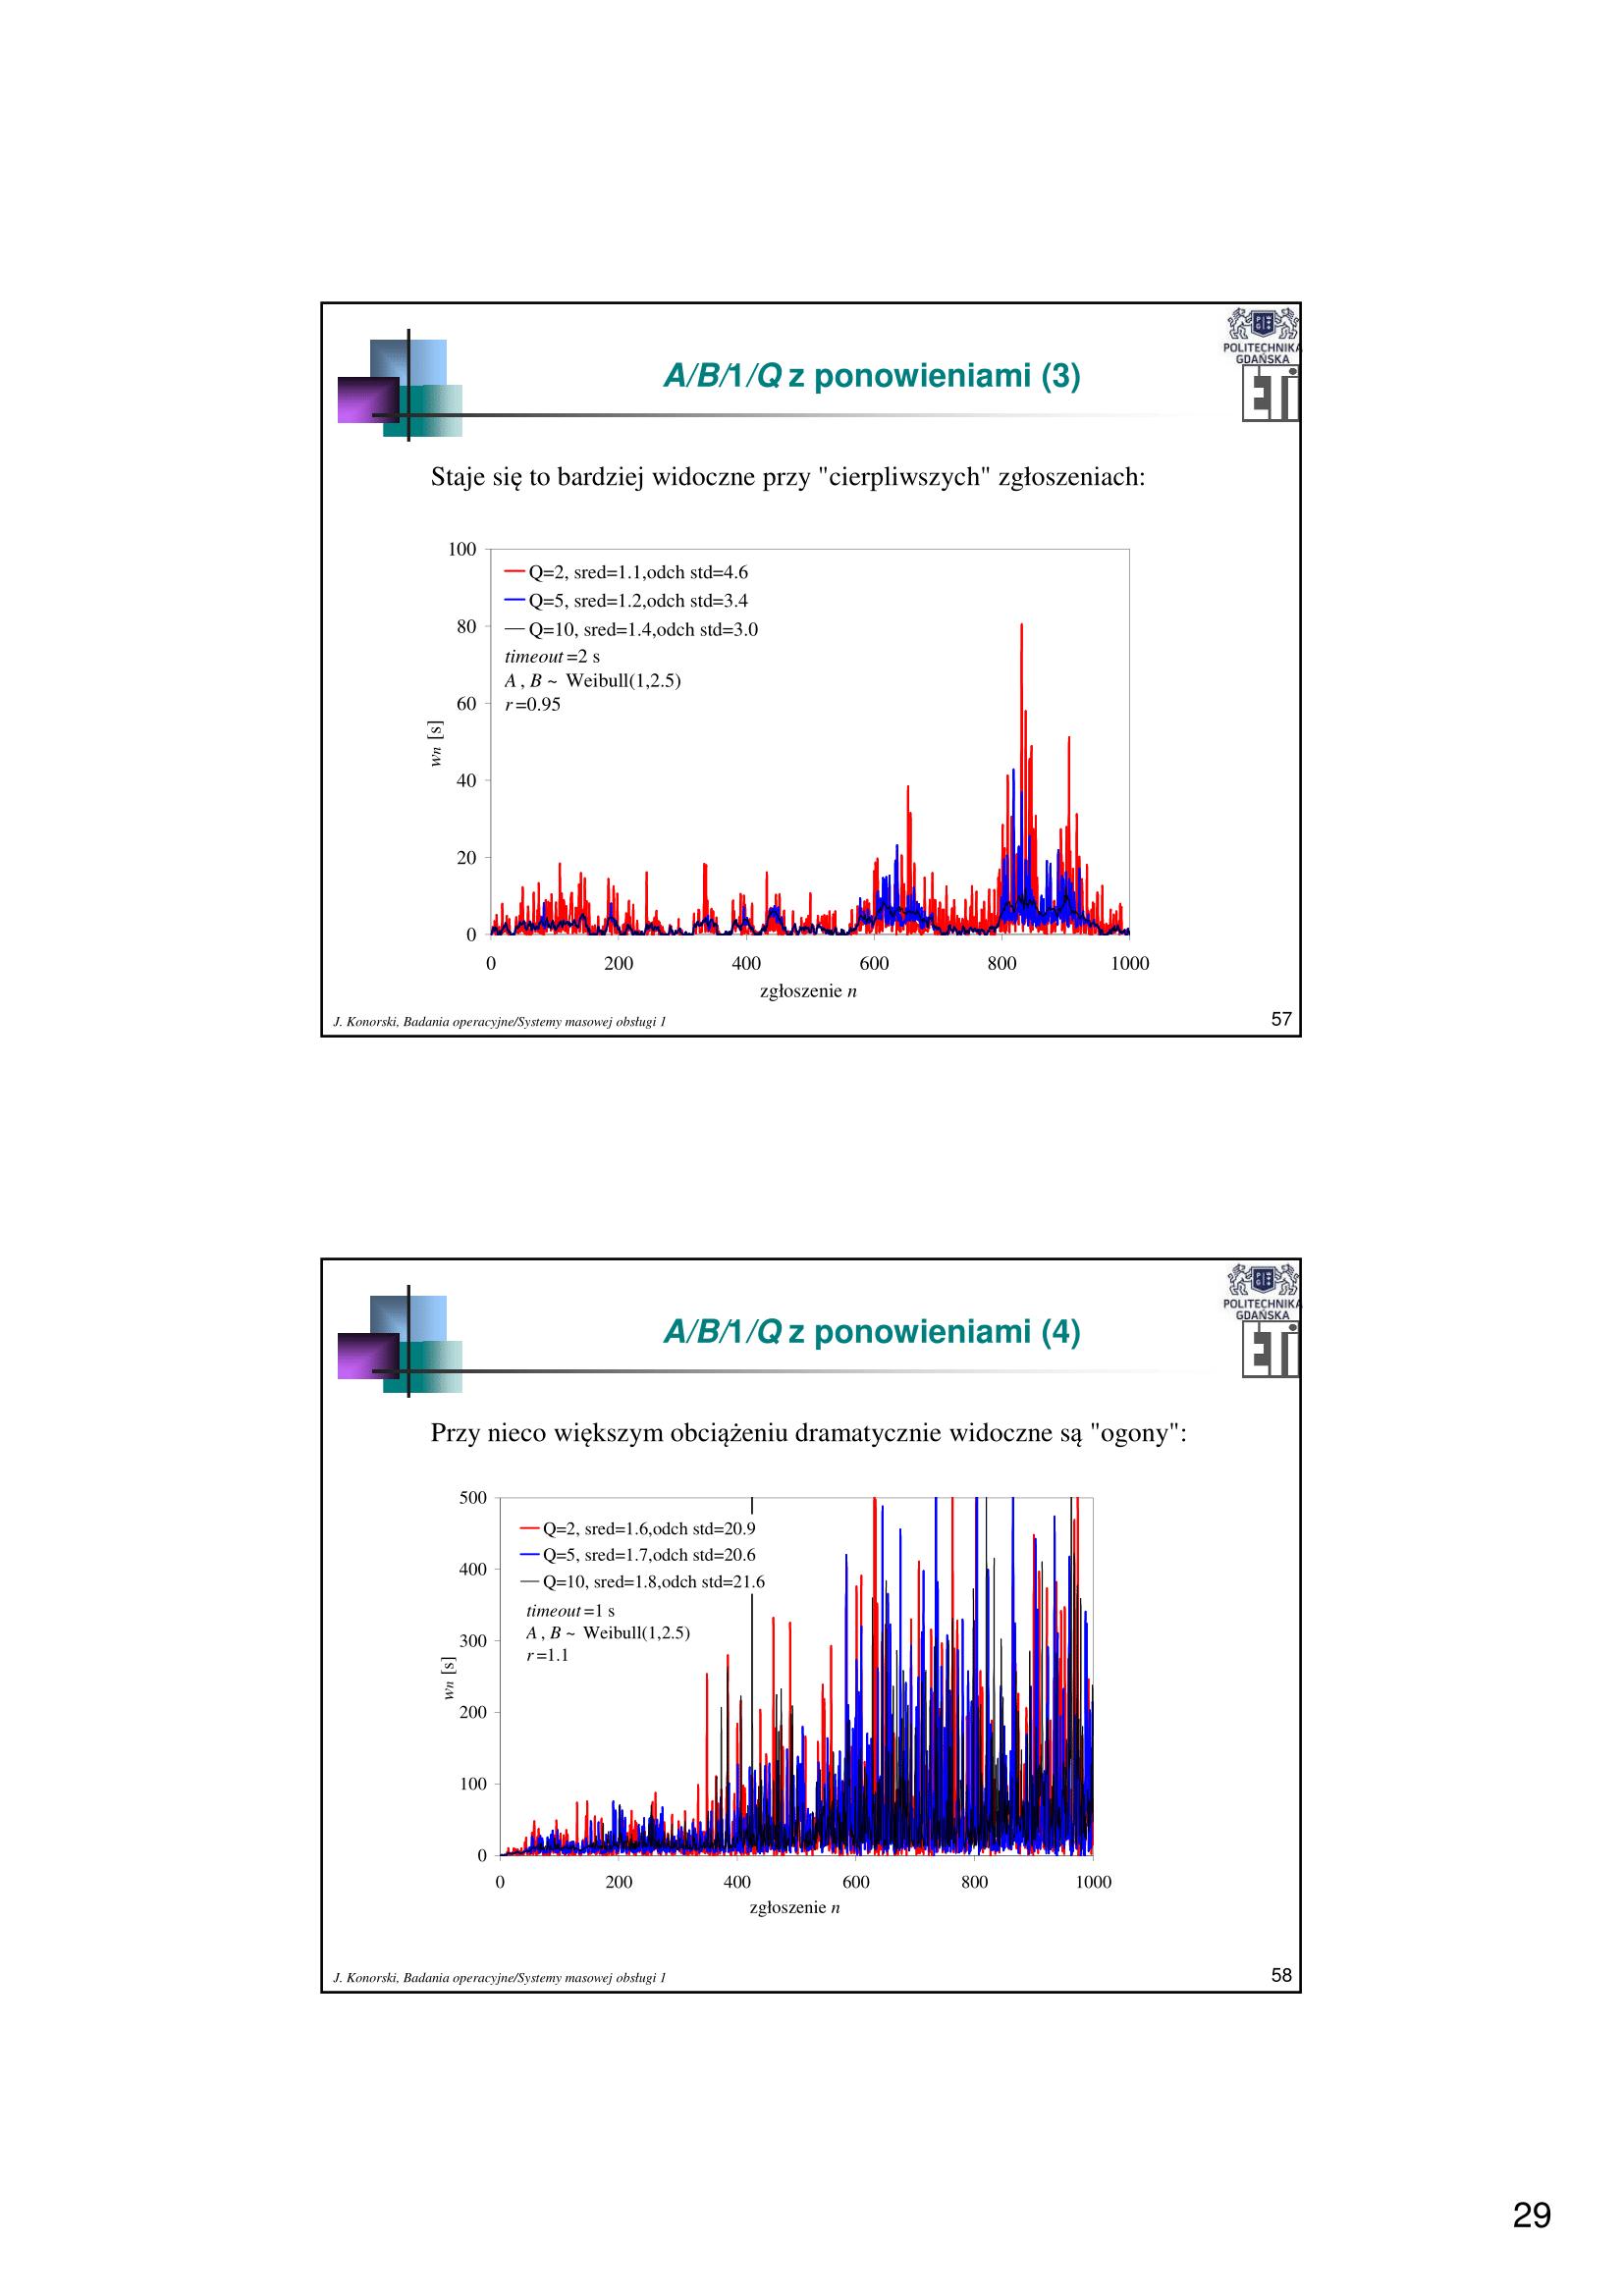 POLITECHNIKA
GDAŃSKA
A/B/1/Q z ponowieniami (3)
Staje się to bardziej widoczne przy "cierpliwszych" zgłoszeniach:
100
80
60
40
20
0
Q=2, sred=1.1,odch std=4.6
Q=5, sred=1.2,odch std=3.4
Q=10, sred=1.4,odch std=3.0
timeout=2 s
A , B ~ Weibull(1,2.5)
r=0.95
wn [s]
0 200 400 600 800 1000
zgłoszenie n
J. Konorski, Badania operacyjne/Systemy masowej obsługi 1
57
POLITECHNIKA
GDAŃSKA
A/B/1/Q z ponowieniami (4)
Przy nieco większym obciążeniu dramatycznie widoczne są "ogony":
500
400
300
200
100
0
Q=2, sred=1.6,odch std=20.9
Q=5, sred=1.7,odch std=20.6
Q=10, sred=1.8,odch std=21.6
timeout=1 s
A , B ~ Weibull(1,2.5)
r=1.1
wn [s]
0 200 400 600 800 1000
zgłoszenie n
J. Konorski, Badania operacyjne/Systemy masowej obsługi 1
58
29